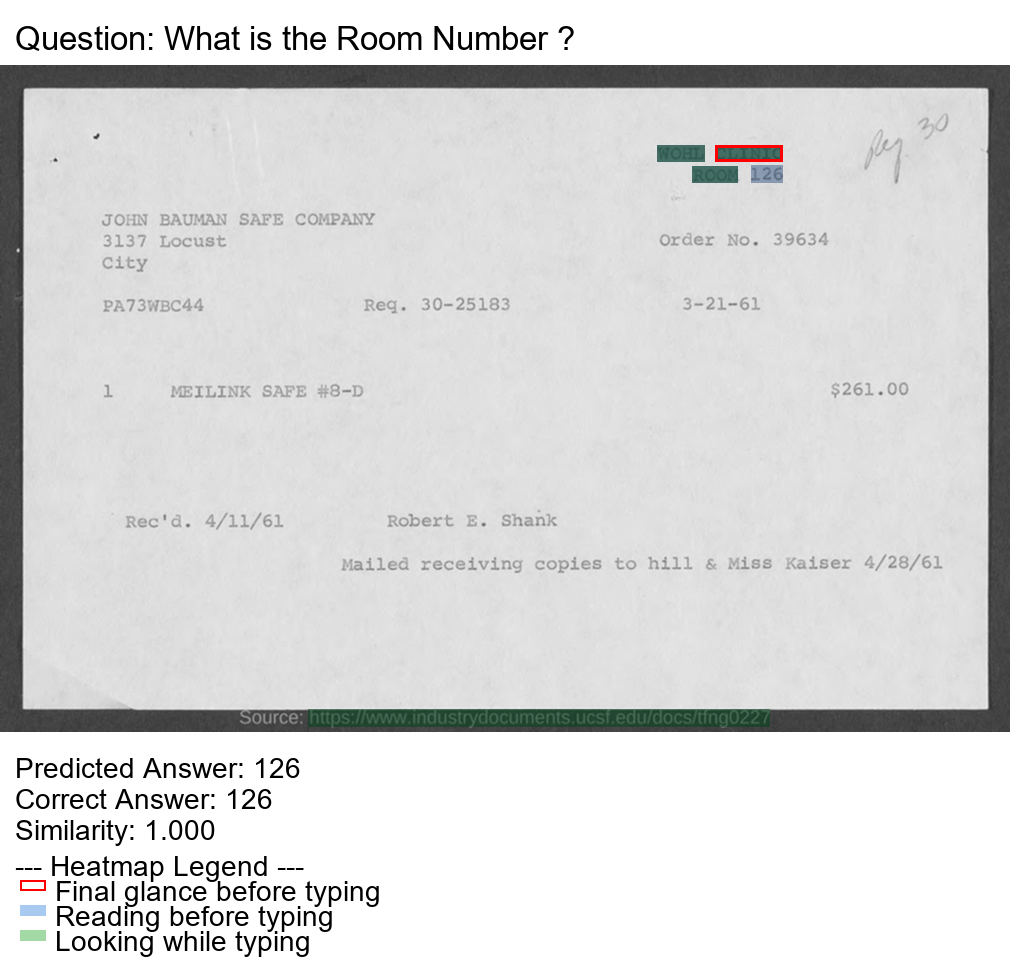 Question: What is the Room Number ?
WOHL CLINIC
ROOM 126
Req. 30
JOHN BAUMAN SAFE COMPANY
3137 Locust
City
Order No. 39634
PA73WBC44 Req. 30-25183 3-21-61
1 MEILINK SAFE #8-D $261.00
Rec'd. 4/11/61 Robert E. Shank
Mailed receiving copies to hill & Miss Kaiser 4/28/61
Source: https://www.industrydocuments.ucsf.edu/docs/tfng0227
Predicted Answer: 126
Correct Answer: 126
Similarity: 1.000
--- Heatmap Legend ---
Final glance before typing
Reading before typing
Looking while typing